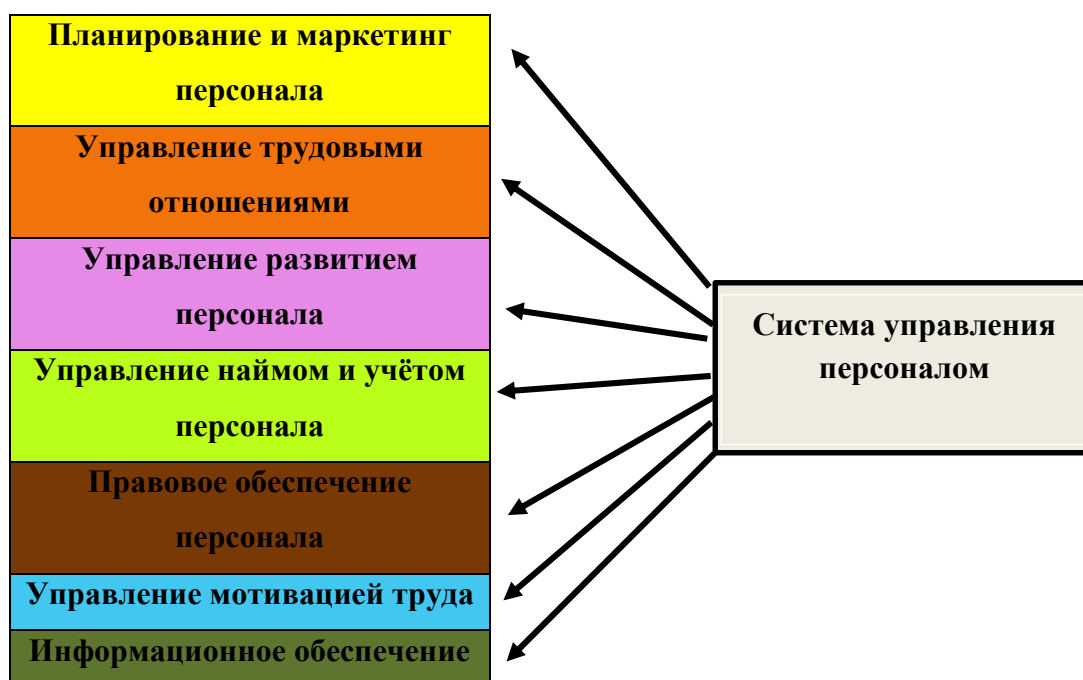 Планирование и маркетинг
персонала
Управление трудовыми
отношениями
Управление развитием
персонала
Управление наймом и учётом
персонала
Правовое обеспечение
персонала
Управление мотивацией труда
Информационное обеспечение
Система управления
персоналом